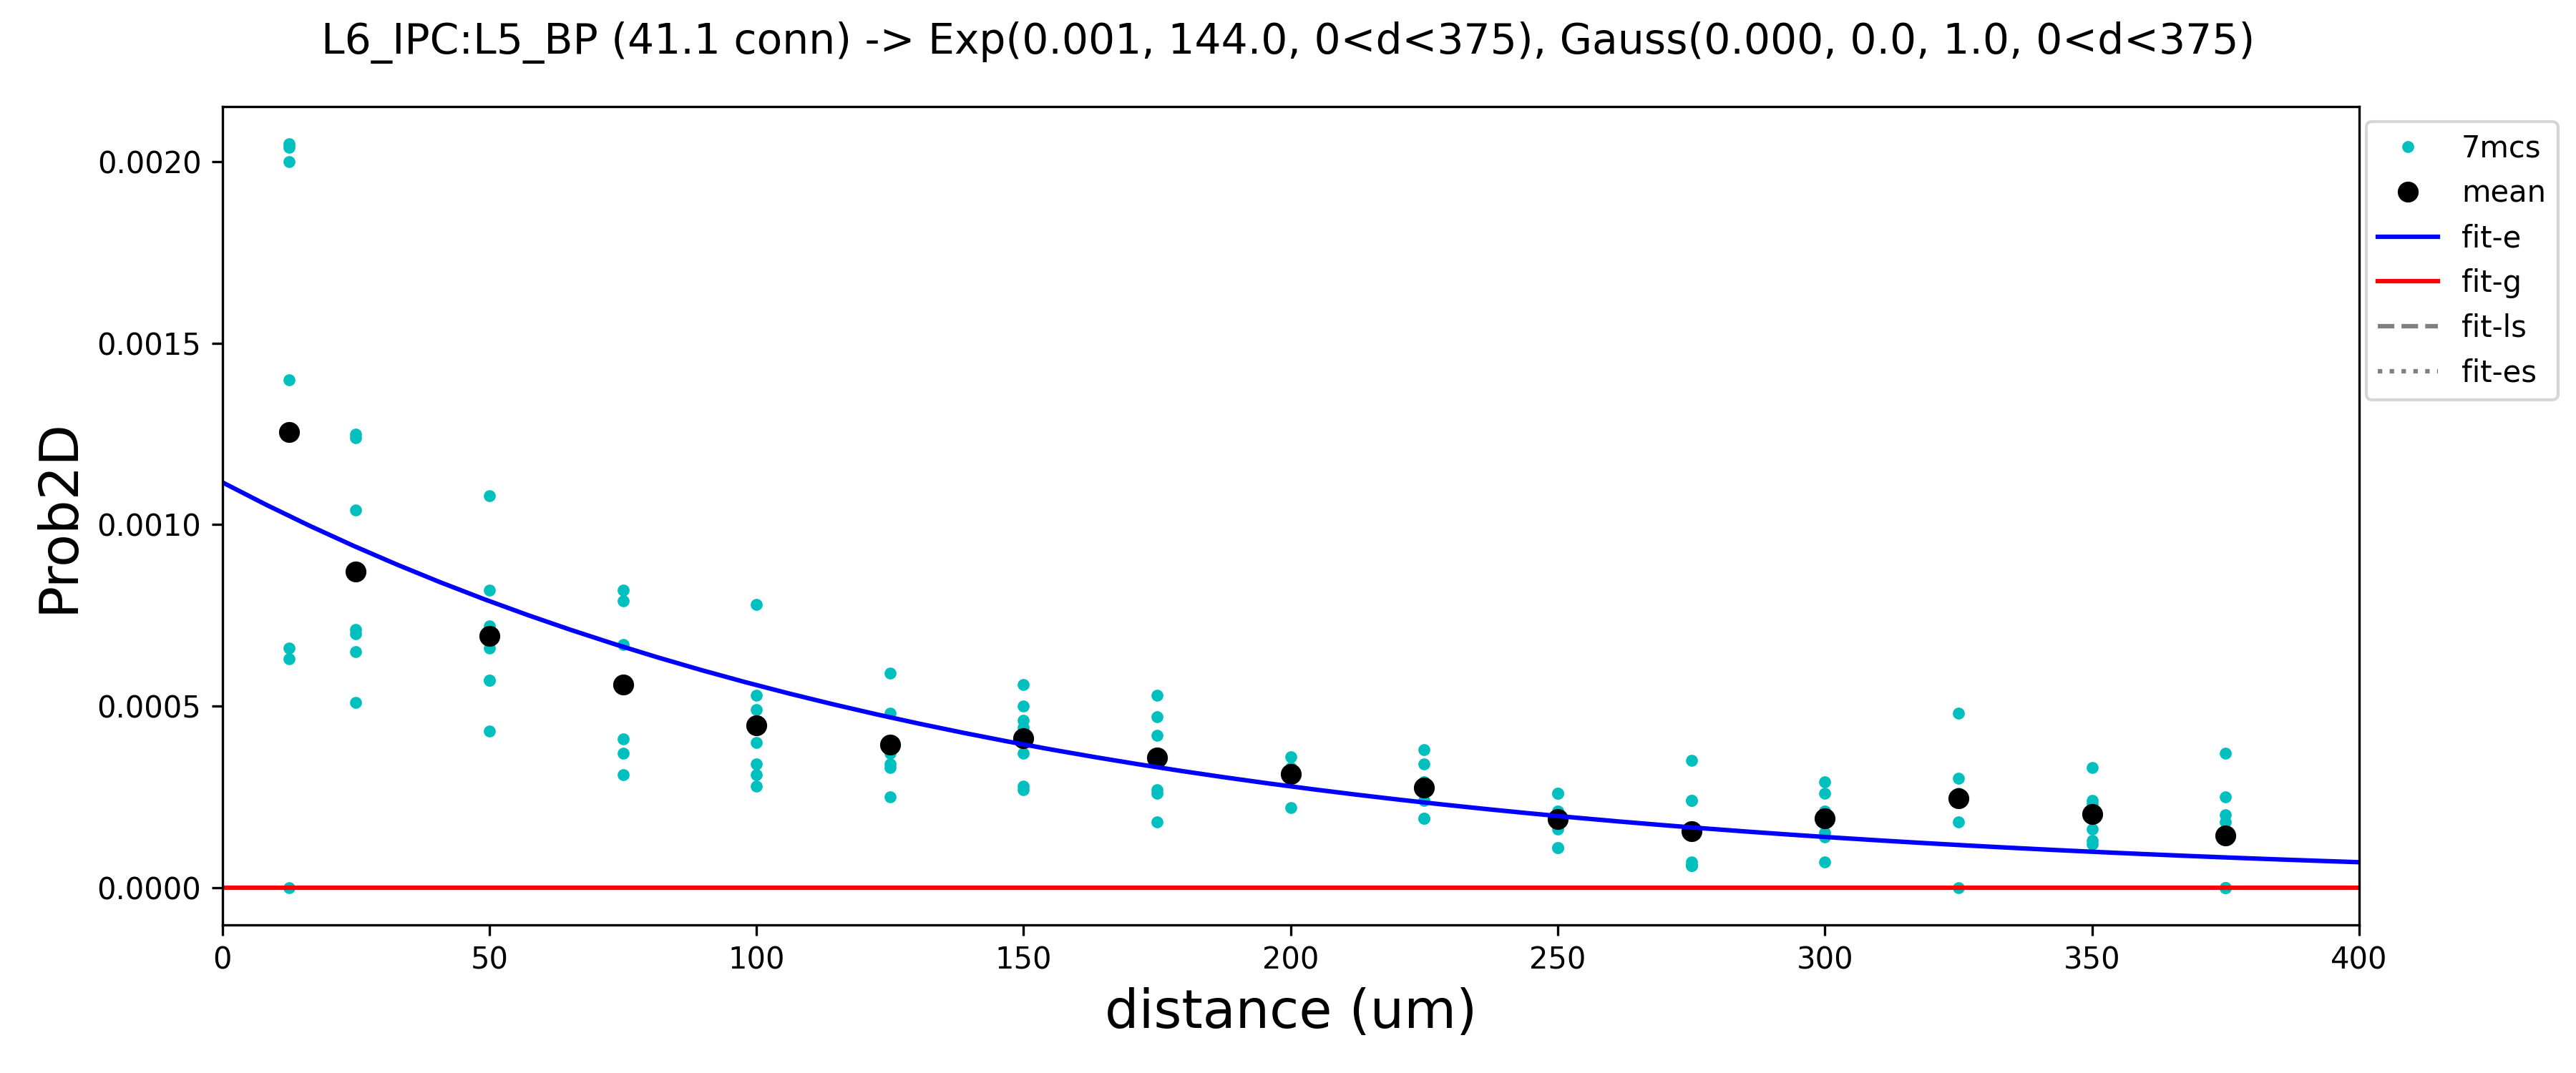 L6_IPC:L5_BP (41.1 conn) -> Exp(0.001, 144.0, 0<d<375), Gauss(0.000, 0.0, 1.0, 0<d<375)
Prob2D
0.0020
0.0015
0.0010
0.0005
0.0000
0 50 100 150 200 250 300 350 400
distance (um)
7mcs
mean
fit-e
fit-g
fit-ls
fit-es